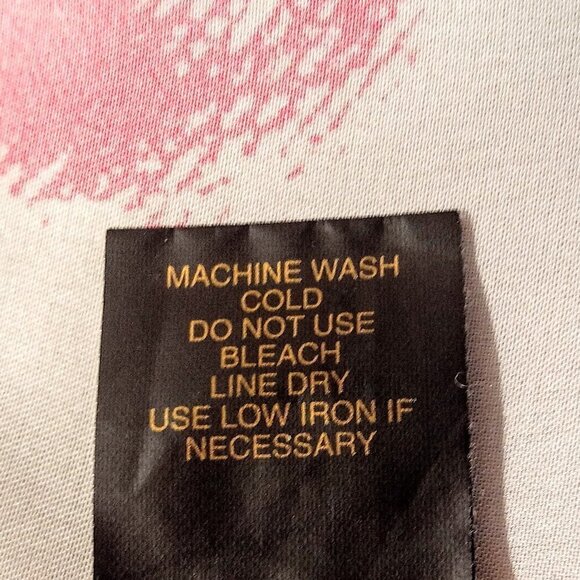 MACHINE WASH
COLD
DO NOT USE
BLEACH
LINE DRY
USE LOW IRON IF
NECESSARY